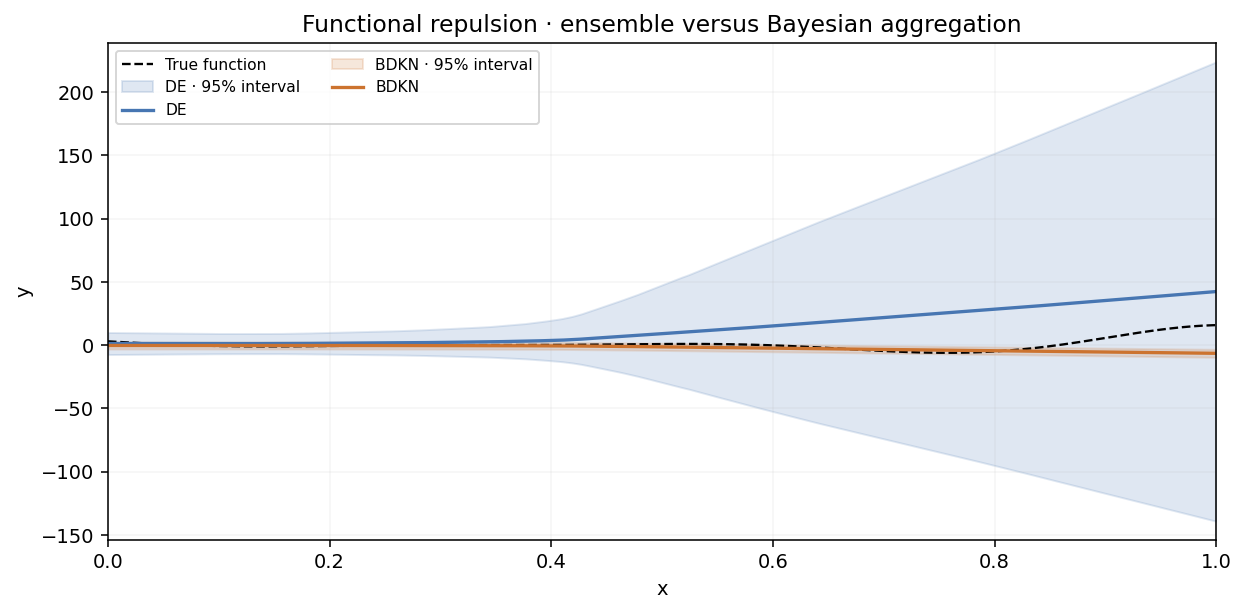 Functional repulsion · ensemble versus Bayesian aggregation
True function
DE · 95% interval
DE
BDKN · 95% interval
BDKN
y
200
150
100
50
0
−50
−100
−150
0.0 0.2 0.4 0.6 0.8 1.0
x